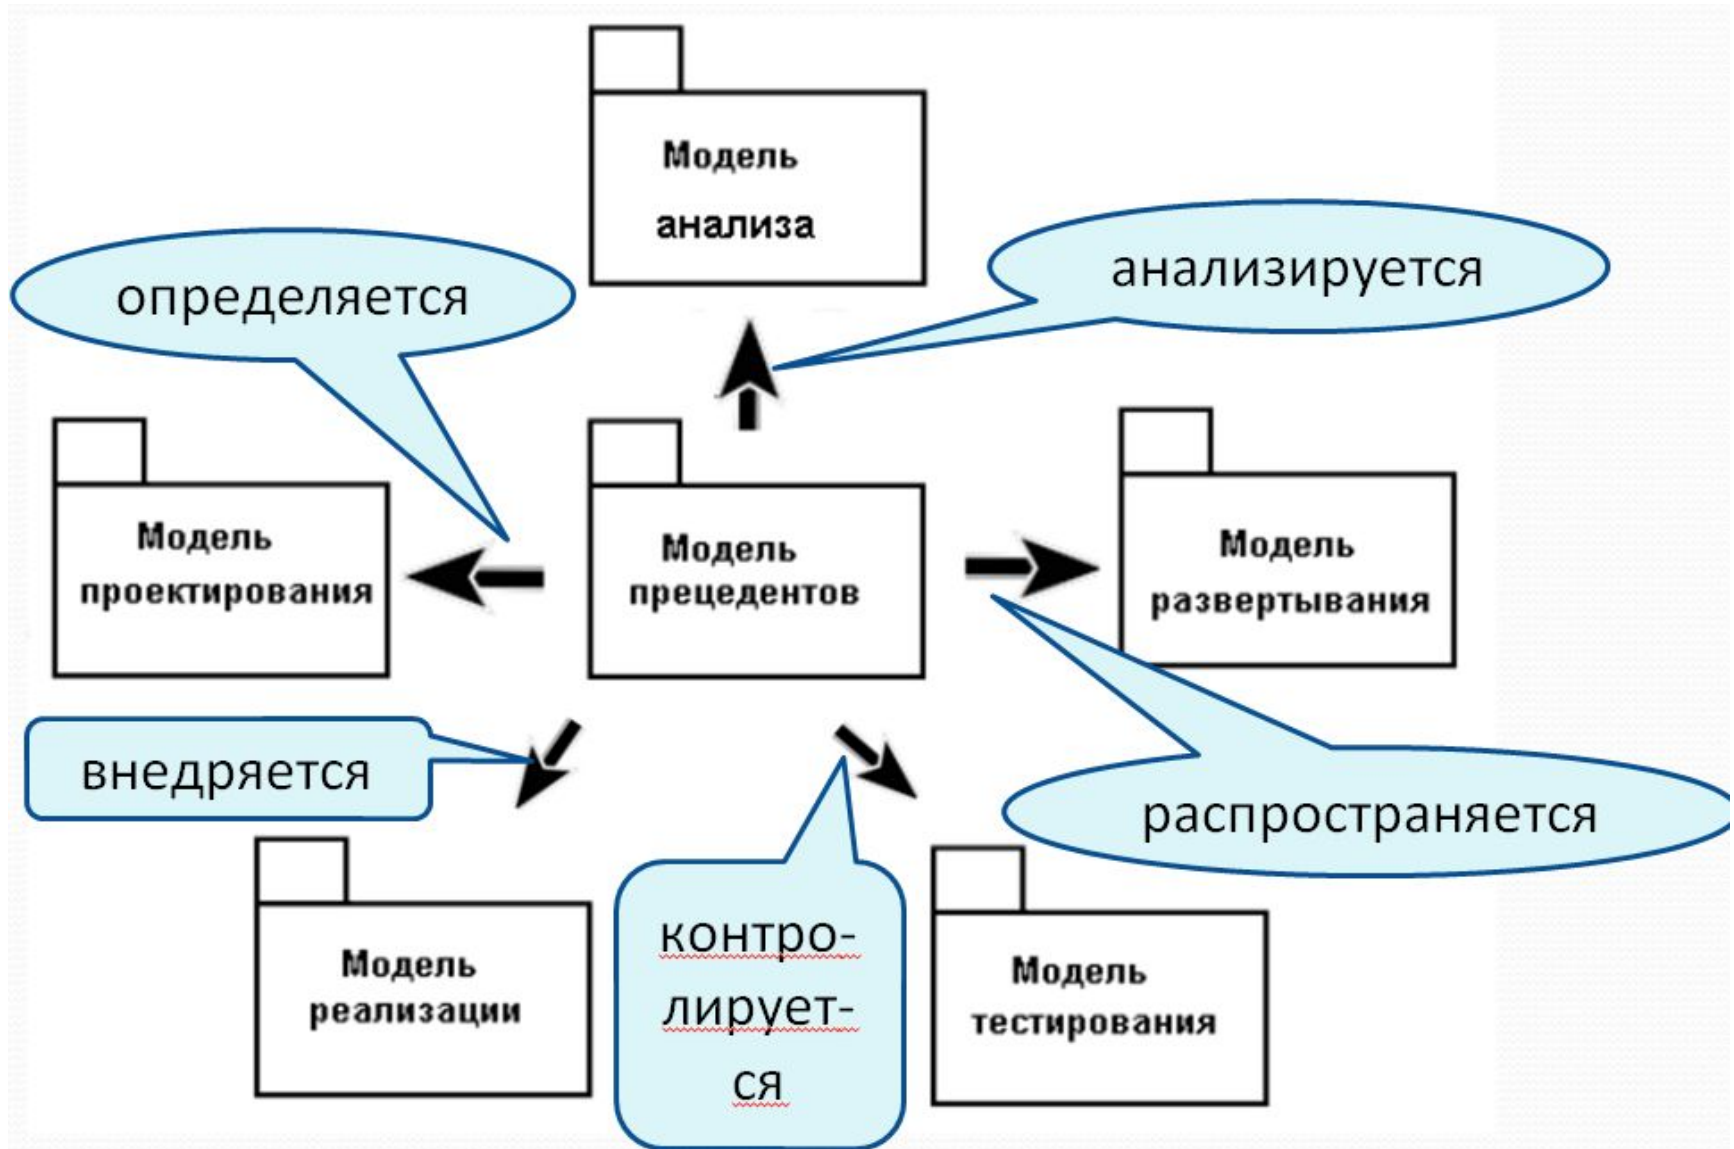 Модель
анализа
определяется
анализируется
Модель
проектирования
Модель
прецедентов
Модель
развертывания
внедряется
распространяется
контро-
лирует-
ся
Модель
реализации
Модель
тестирования